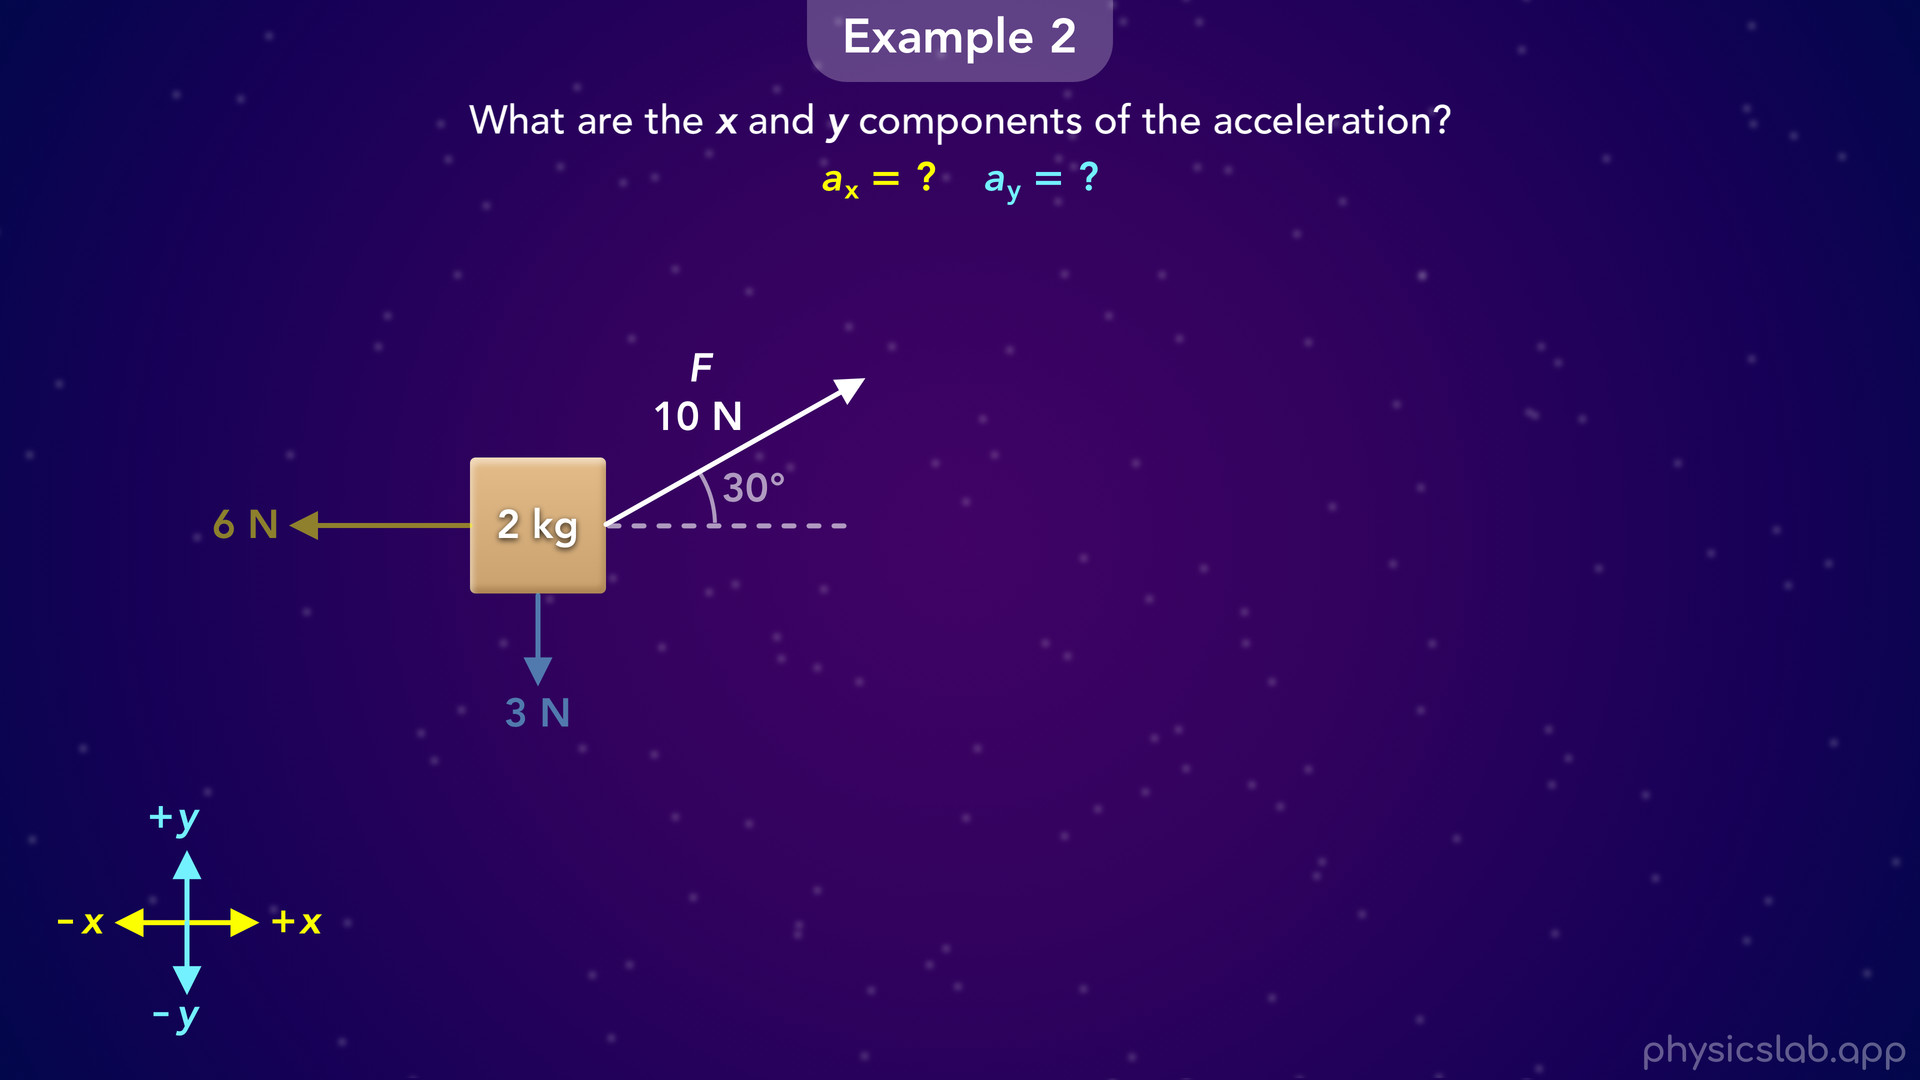 Example 2
What are the x and y components of the acceleration?
aₓ = ? a_y = ?
F
10 N
30°
6 N
2 kg
3 N
+y
-x
+x
-y
physicslab.app